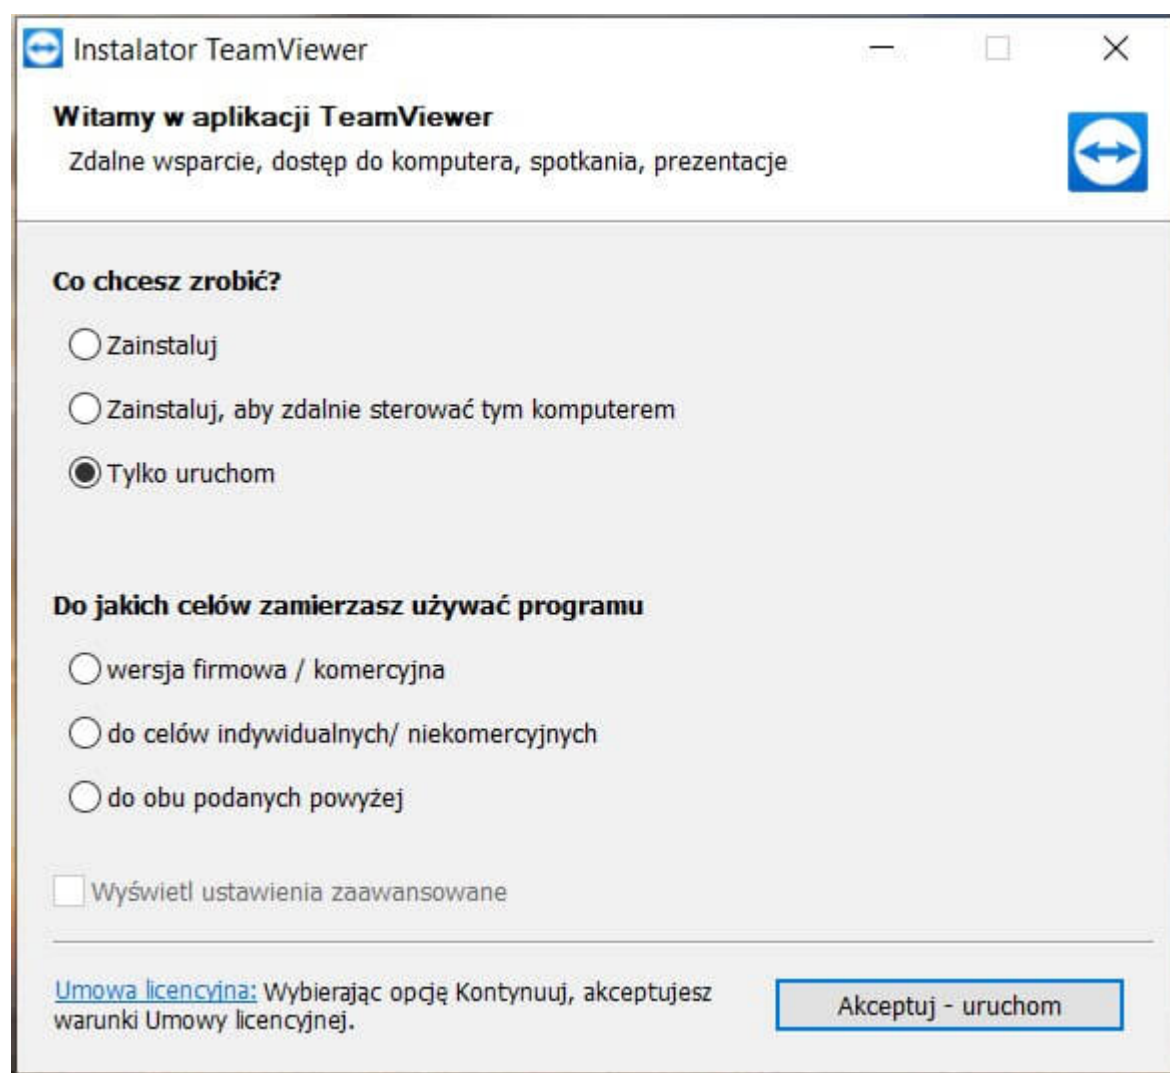 Instalator TeamViewer
Witamy w aplikacji TeamViewer
Zdalne wsparcie, dostęp do komputera, spotkania, prezentacje
Co chcesz zrobić?
Zainstaluj
Zainstaluj, aby zdalnie sterować tym komputerem
Tylko uruchom
Do jakich celów zamierzasz używać programu
wersja firmowa / komercyjna
do celów indywidualnych/ niekomercyjnych
do obu podanych powyżej
Wyświetl ustawienia zaawansowane
Umowa licencyjna: Wybierając opcję Kontynuuj, akceptujesz
warunki Umowy licencyjnej.
Akceptuj - uruchom